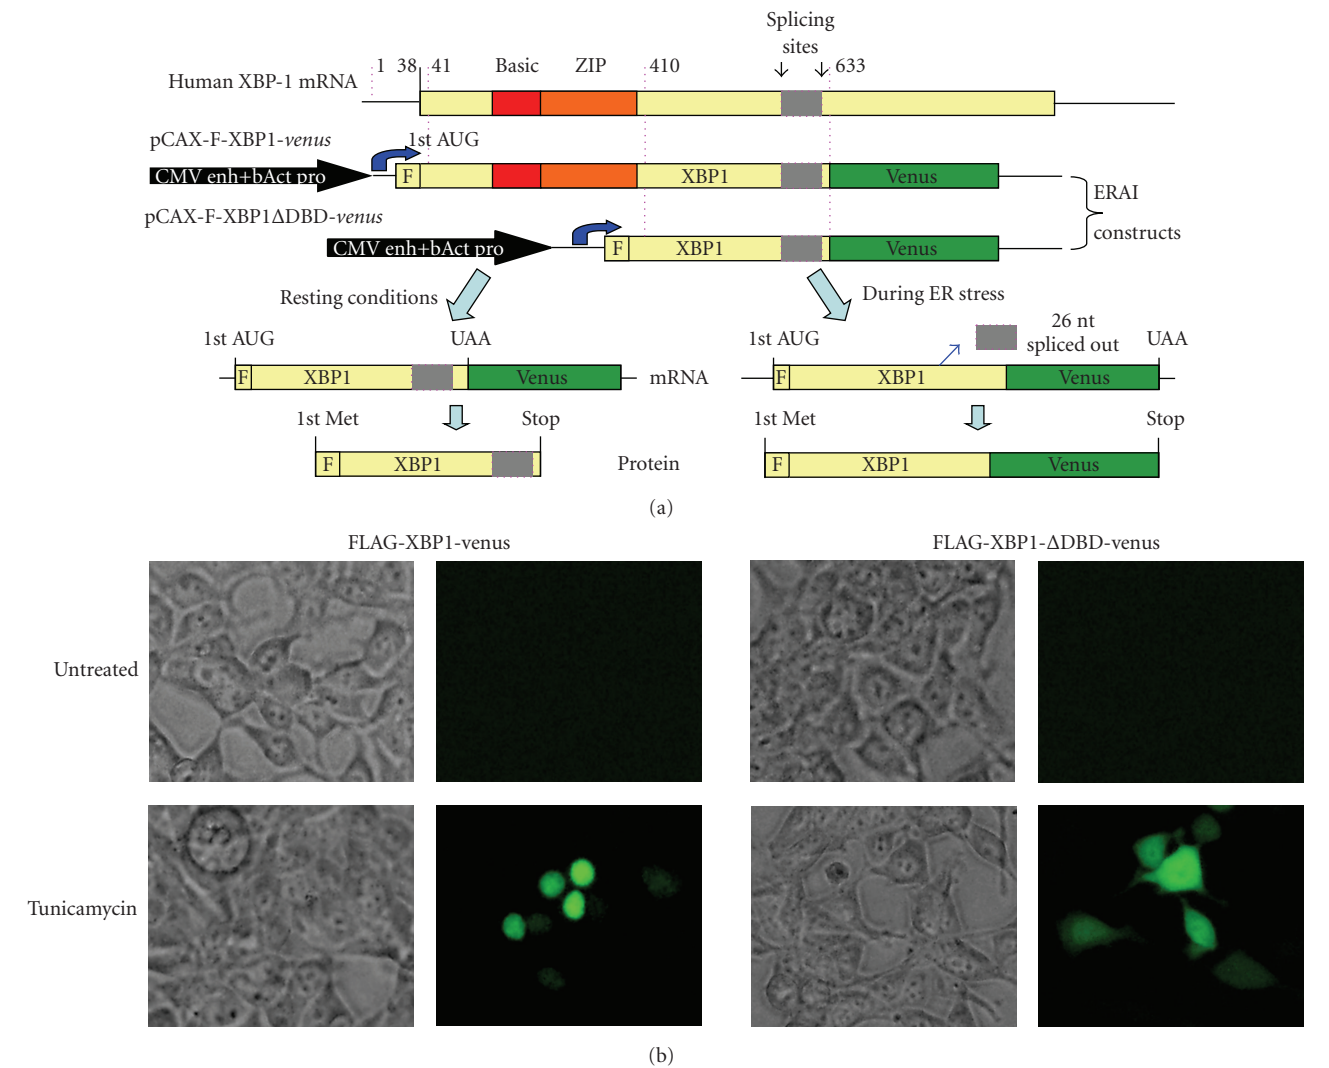 Splicing
sites
1 38 41 Basic ZIP 410 633
Human XBP-1 mRNA
pCAX-F-XBP1-venus
1st AUG
CMV enh+bAct pro F XBP1 Venus
ERAI
constructs
pCAX-F-XBP1ΔDBD-venus
CMV enh+bAct pro F XBP1 Venus
Resting conditions
During ER stress
26 nt
spliced out
1st AUG UAA
1st AUG UAA
F XBP1 Venus mRNA F XBP1 Venus
1st Met Stop
1st Met Stop
F XBP1 Protein F XBP1 Venus
(a)
FLAG-XBP1-venus
FLAG-XBP1-ΔDBD-venus
Untreated
Tunicamycin
(b)